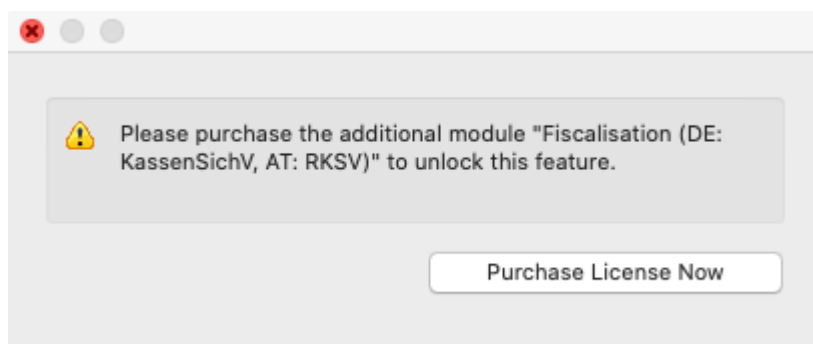 Please purchase the additional module "Fiscalisation (DE:
KassenSichV, AT: RKSV)" to unlock this feature.
Purchase License Now